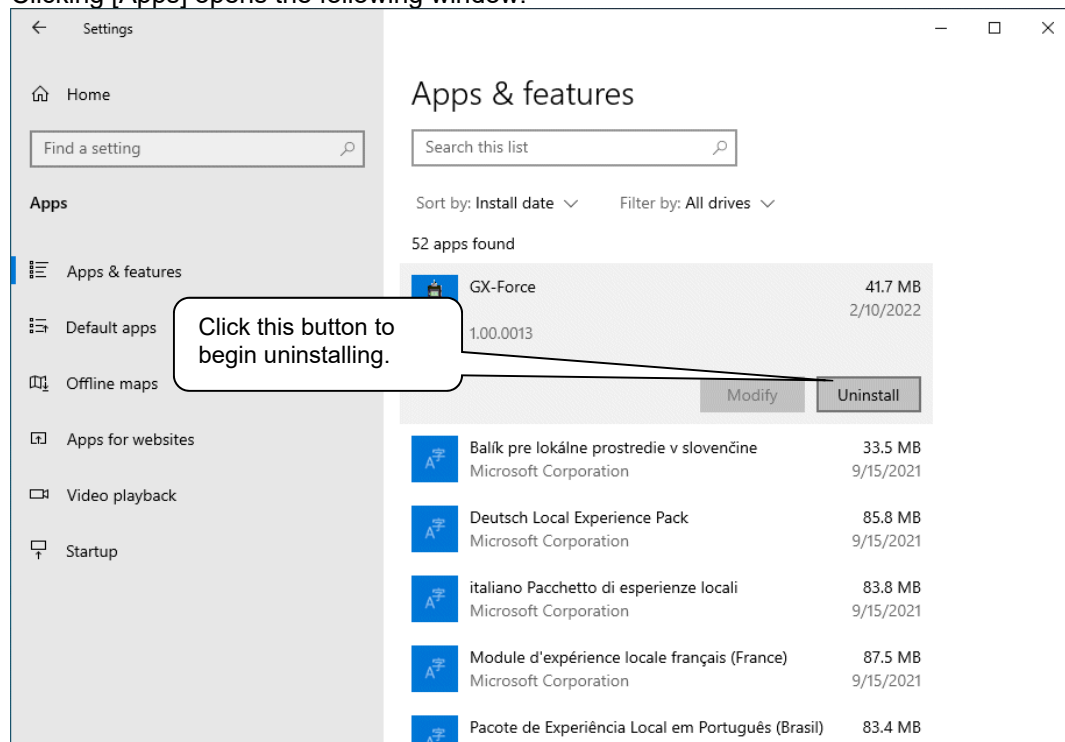 Clicking [Apps] opens the following window.
Settings
Home
Find a setting
Apps
Apps & features
Default apps
Offline maps
Apps for websites
Video playback
Startup
Apps & features
Search this list
Sort by: Install date Filter by: All drives
52 apps found
GX-Force 41.7 MB
2/10/2022
1.00.0013
Click this button to
begin uninstalling.
Modify Uninstall
Balík pre lokálne prostredie v slovenčine 33.5 MB
Microsoft Corporation 9/15/2021
Deutsch Local Experience Pack 85.8 MB
Microsoft Corporation 9/15/2021
italiano Pacchetto di esperienze locali 83.8 MB
Microsoft Corporation 9/15/2021
Module d'expérience locale français (France) 87.5 MB
Microsoft Corporation 9/15/2021
Pacote de Experiência Local em Português (Brasil) 83.4 MB